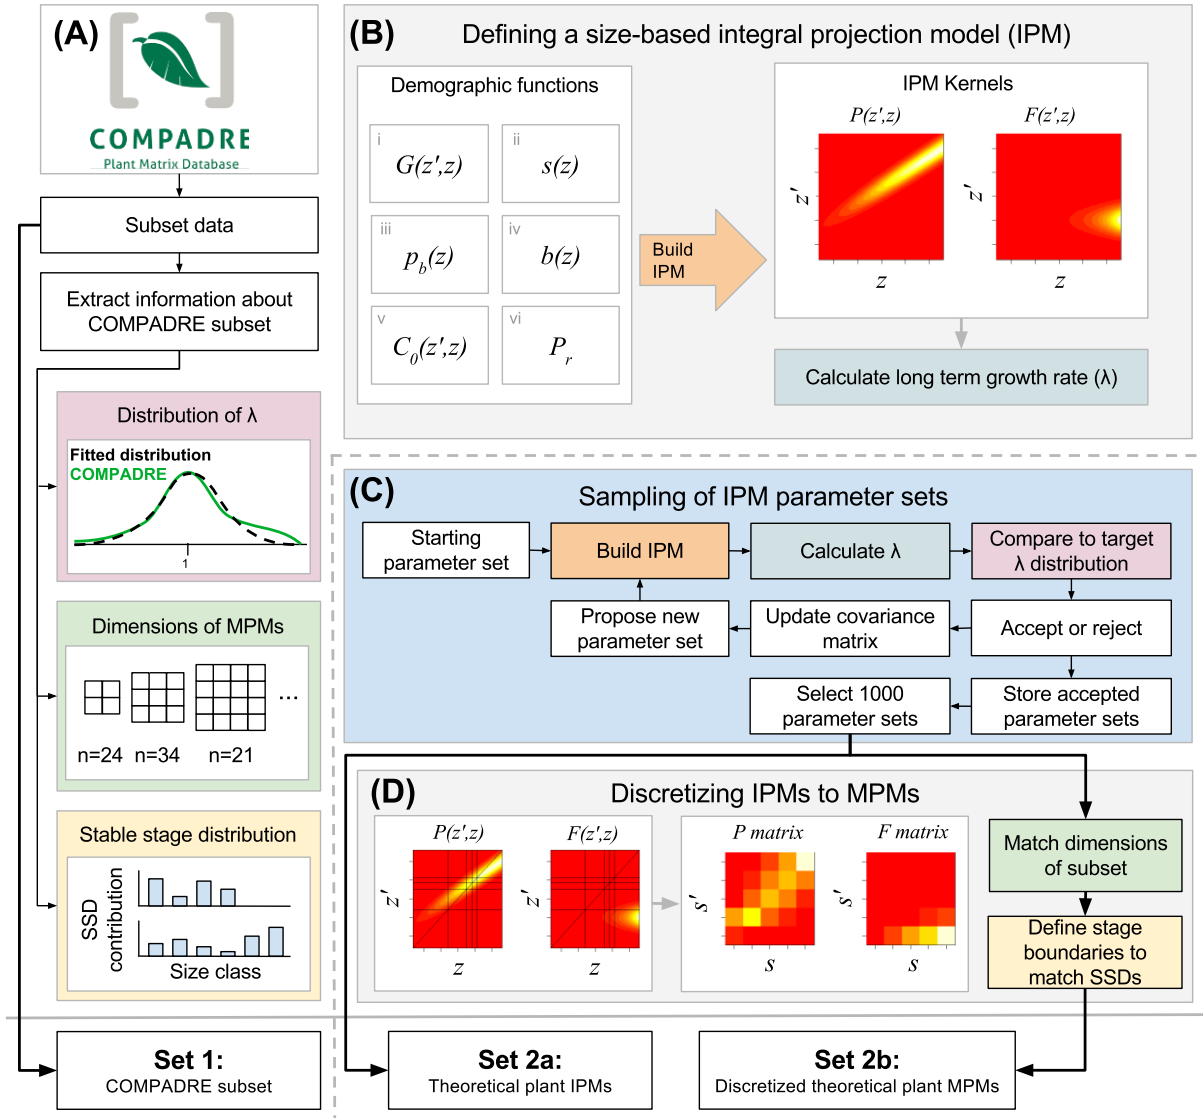 (A)
COMPADRE
Plant Matrix Database
Subset data
Extract information about
COMPADRE subset
Distribution of λ
Fitted distribution
COMPADRE
1
Dimensions of MPMs
...
n=24 n=34 n=21
Stable stage distribution
SSD
contribution
Size class
(B) Defining a size-based integral projection model (IPM)
Demographic functions
i
G(z',z)
ii
s(z)
iii
p_b(z)
iv
b(z)
v
C_0(z',z)
vi
P_r
Build
IPM
IPM Kernels
P(z',z)
z'
z
F(z',z)
z'
z
Calculate long term growth rate (λ)
(C) Sampling of IPM parameter sets
Starting
parameter set
Build IPM
Calculate λ
Compare to target
λ distribution
Propose new
parameter set
Update covariance
matrix
Accept or reject
Select 1000
parameter sets
Store accepted
parameter sets
(D) Discretizing IPMs to MPMs
P(z',z)
z'
z
F(z',z)
z'
z
P matrix
s'
s
F matrix
s'
s
Match dimensions
of subset
Define stage
boundaries to
match SSDs
Set 1:
COMPADRE subset
Set 2a:
Theoretical plant IPMs
Set 2b:
Discretized theoretical plant MPMs